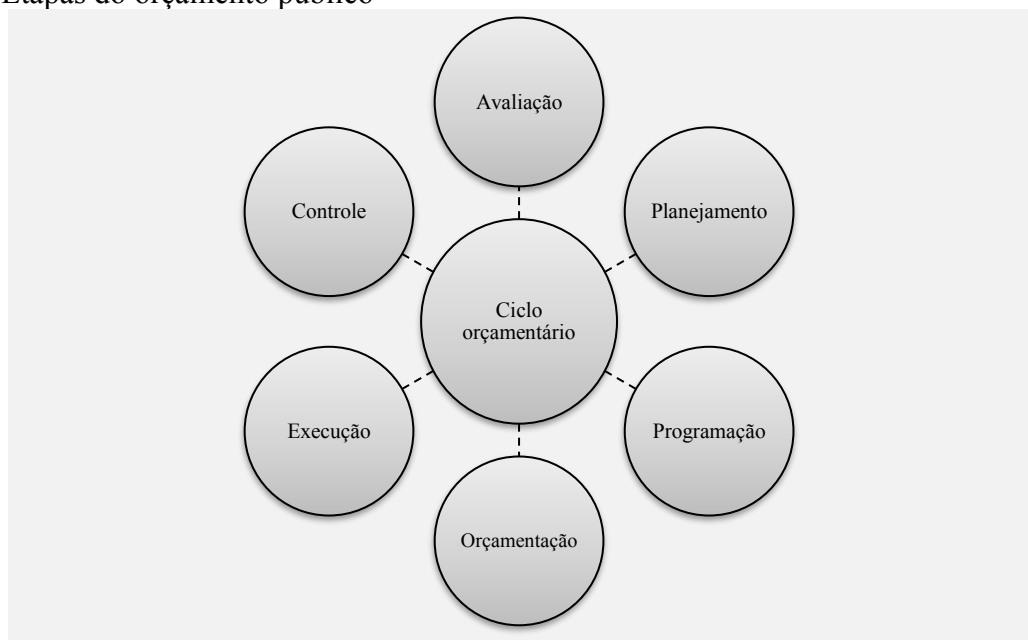 Etapas do orçamento público
Avaliação
Planejamento
Programação
Orçamentação
Execução
Controle
Ciclo
orçamentário